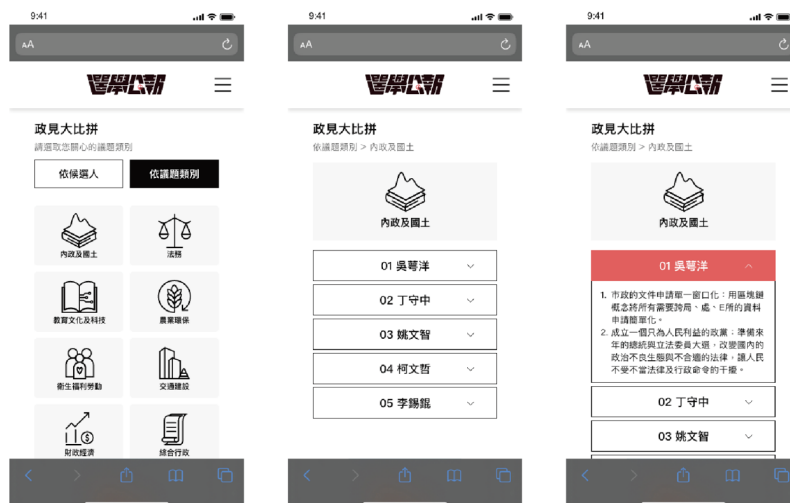 9:41
AA
選舉公報
政見大比拼
請選取您關心的議題類別
依候選人
依議題類別
內政及國土
法務
教育文化及科技
農業環保
衛生福利勞動
交通建設
財政經濟
綜合行政
9:41
AA
選舉公報
政見大比拼
依議題類別 > 內政及國土
內政及國土
01 吳萼洋
02 丁守中
03 姚文智
04 柯文哲
05 李錫錕
9:41
AA
選舉公報
政見大比拼
依議題類別 > 內政及國土
內政及國土
01 吳萼洋
1. 市政的文件申請單一窗口化：用區塊鏈
概念將所有需要跨局、處、E所的資料
申請簡單化。
2. 成立一個只為人民利益的政黨；準備來
年的總統與立法委員大選，改變國內的
政治不良生態與不合適的法律，讓人民
不受不當法律及行政命令的干擾。
02 丁守中
03 姚文智